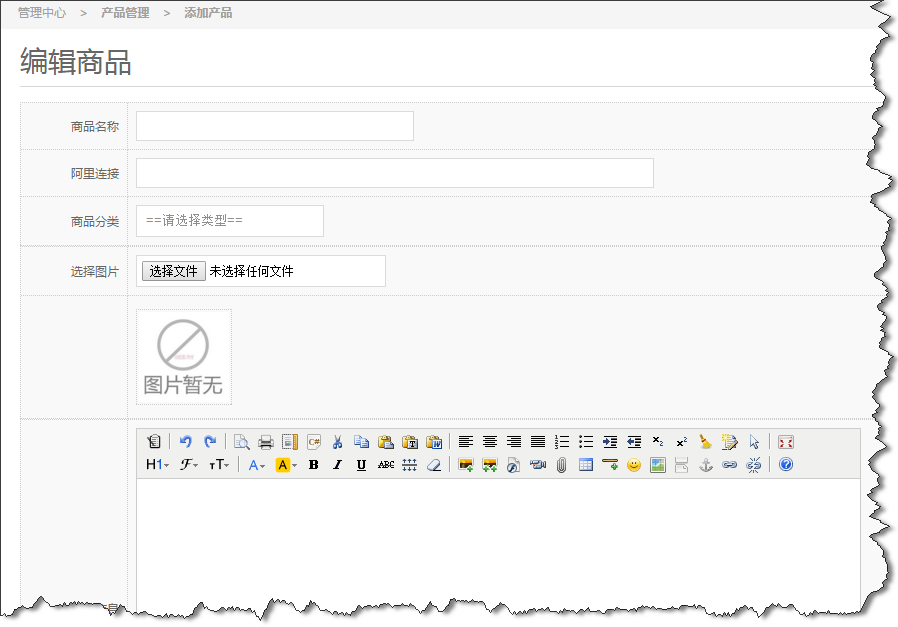 管理中心 > 产品管理 > 添加产品
编辑商品
商品名称
阿里连接
商品分类 ==请选择类型==
选择图片 选择文件 未选择任何文件
图片暂无
H1 F TT A A B I U ABC